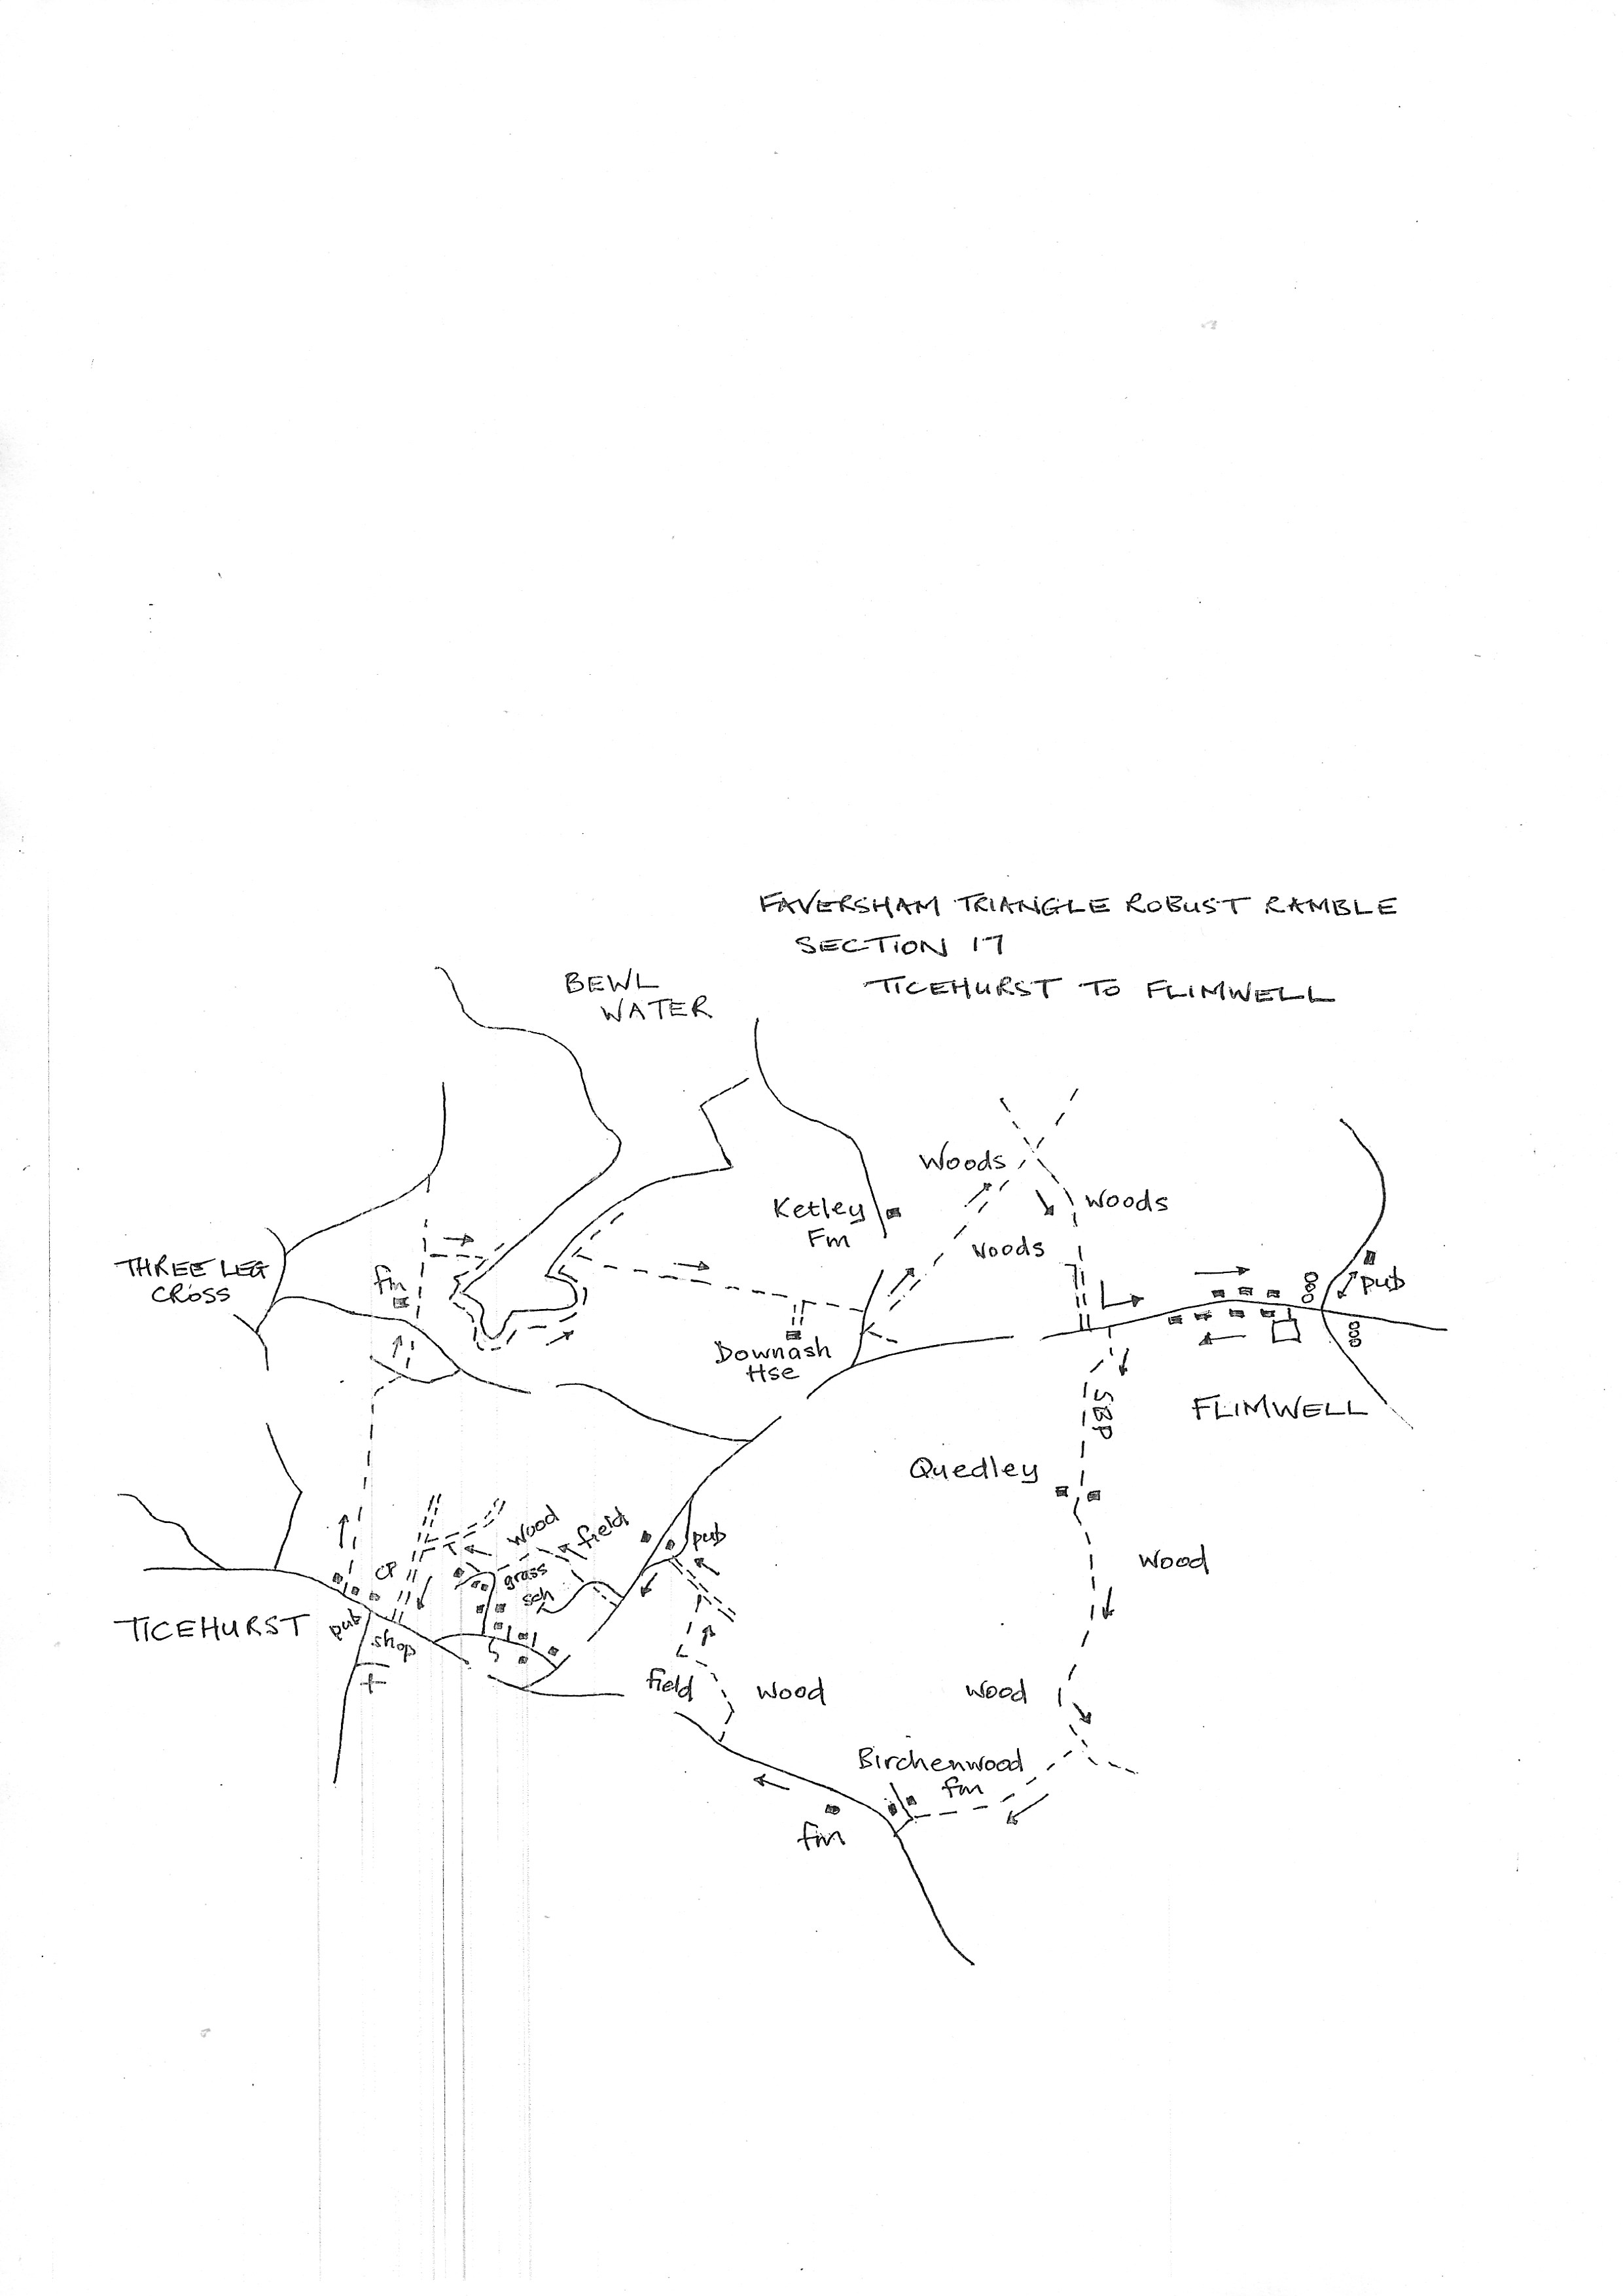 FAVERSHAM TRIANGLE ROBUST RAMBLE
SECTION 17
TICEHURST TO FLIMWELL
BEWL
WATER
Woods
Woods
Ketley
Fm
Woods
THREE LEG
CROSS
fm
pub
Downash
Hse
SBP
FLIMWELL
Quedley
wood
field
pub
CP
grass
sch
Wood
TICEHURST
pub
shop
field
Wood
Wood
Birchenwood
fm
fm